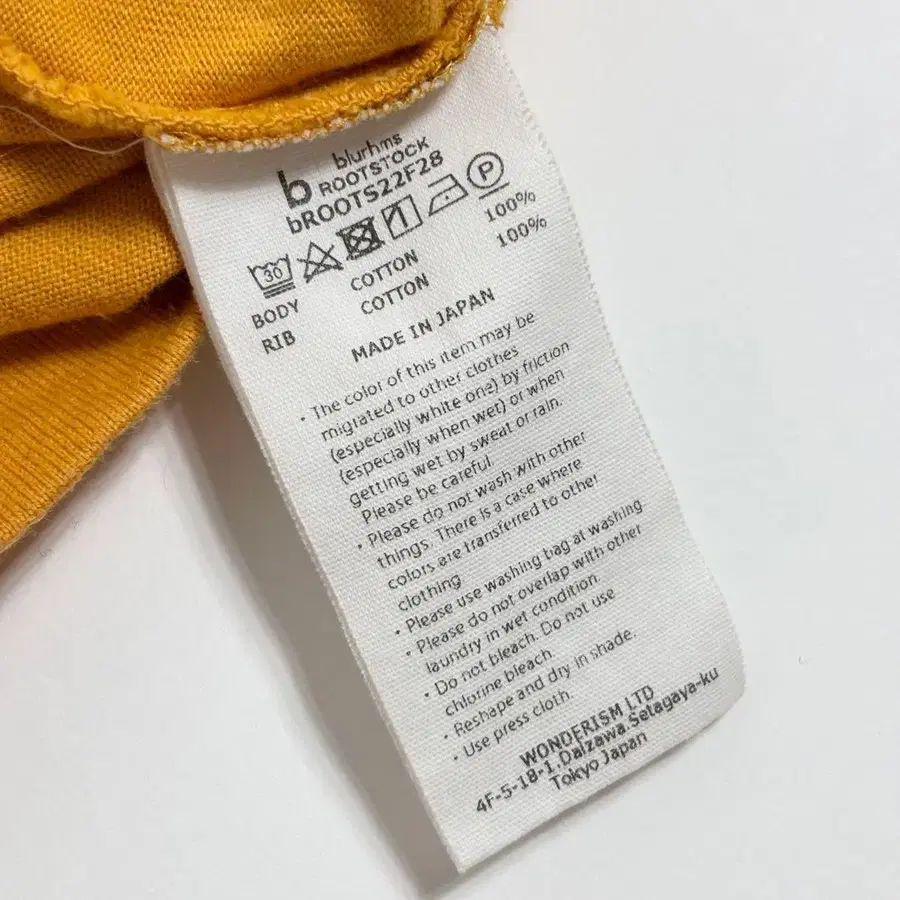 b blurhms
ROOTSTOCK
bROOTS22F28
30 P
BODY COTTON 100%
RIB COTTON 100%
MADE IN JAPAN
・The color of this item may be
migrated to other clothes
(especially white one) by friction
(especially when wet) or when
getting wet by sweat or rain.
Please be careful.
・Please do not wash with other
things. There is a case where
colors are transferred to other
clothing
・Please use washing bag at washing.
・Please do not overlap with other
laundry in wet condition.
・Do not bleach. Do not use
chlorine bleach.
・Reshape and dry in shade.
・Use press cloth.
WONDERISM LTD
4F-5-18-1,Daizawa,Setagaya-ku
Tokyo Japan